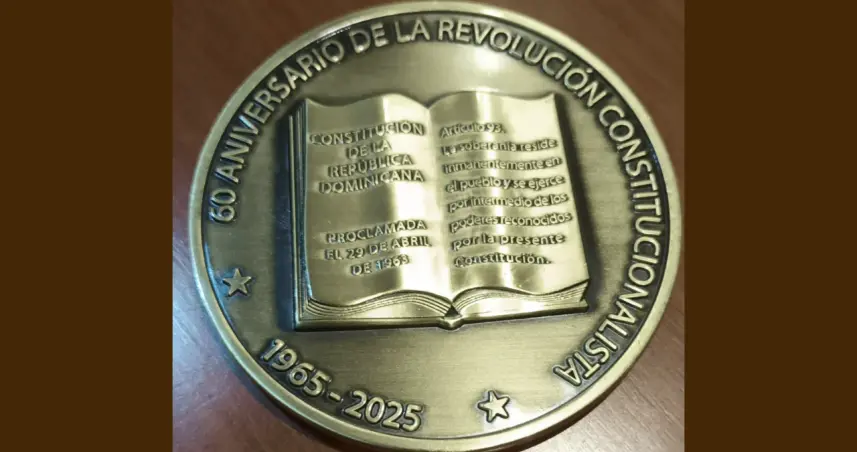 60 ANIVERSARIO DE LA REVOLUCIÓN CONSTITUCIONALISTA
CONSTITUCIÓN
DE LA
REPÚBLICA
DOMINICANA
PROCLAMADA
EL 29 DE ABRIL
DE 1963
Artículo 93.
La soberanía reside
inmanentemente en
el pueblo y se ejerce
por intermedio de los
poderes reconocidos
por la presente
Constitución.
1965 - 2025